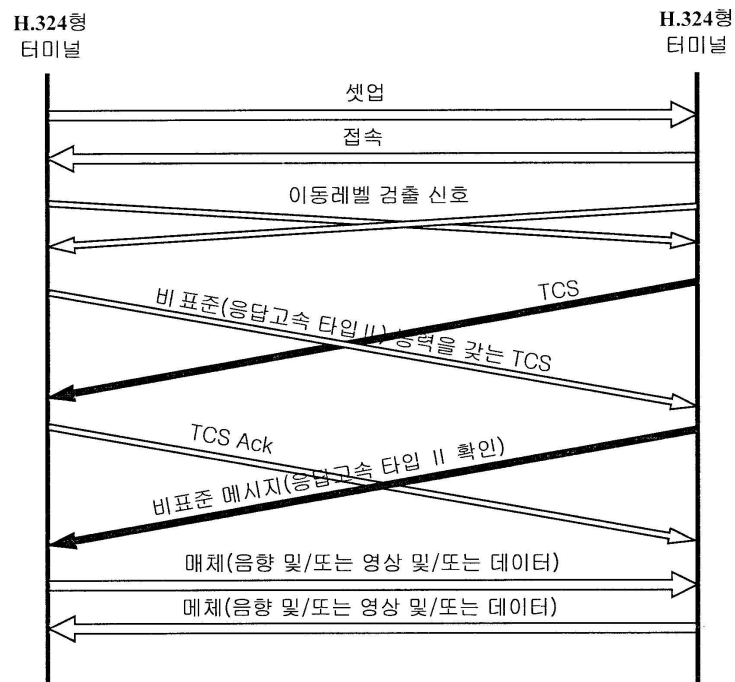 H.324형
터미널
H.324형
터미널
셋업
접속
이동레벨 검출 신호
TCS
비 표준(응답고속 타입 II) 능력을 갖는 TCS
TCS Ack
비표준 메시지(응답고속 타입 II 확인)
매체(음향 및/또는 영상 및/또는 데이터)
메체(음향 및/또는 영상 및/또는 데이터)